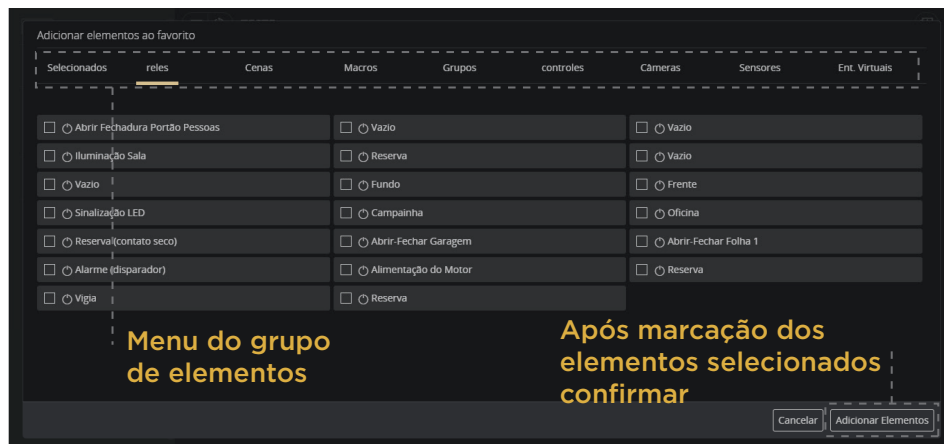 Adicionar elementos ao favorito
Selecionados reles Cenas Macros Grupos controles Câmeras Sensores Ent. Virtuais
Abrir Fechadura Portão Pessoas Vazio Vazio
Iluminação Sala Reserva Vazio
Vazio Fundo Frente
Sinalização LED Campainha Oficina
Reserval (contato seco) Abrir-Fechar Garagem Abrir-Fechar Folha 1
Alarme (disparador) Alimentação do Motor Reserva
Vigia Reserva
Menu do grupo
de elementos
Após marcação dos
elementos selecionados
confirmar
Cancelar Adicionar Elementos